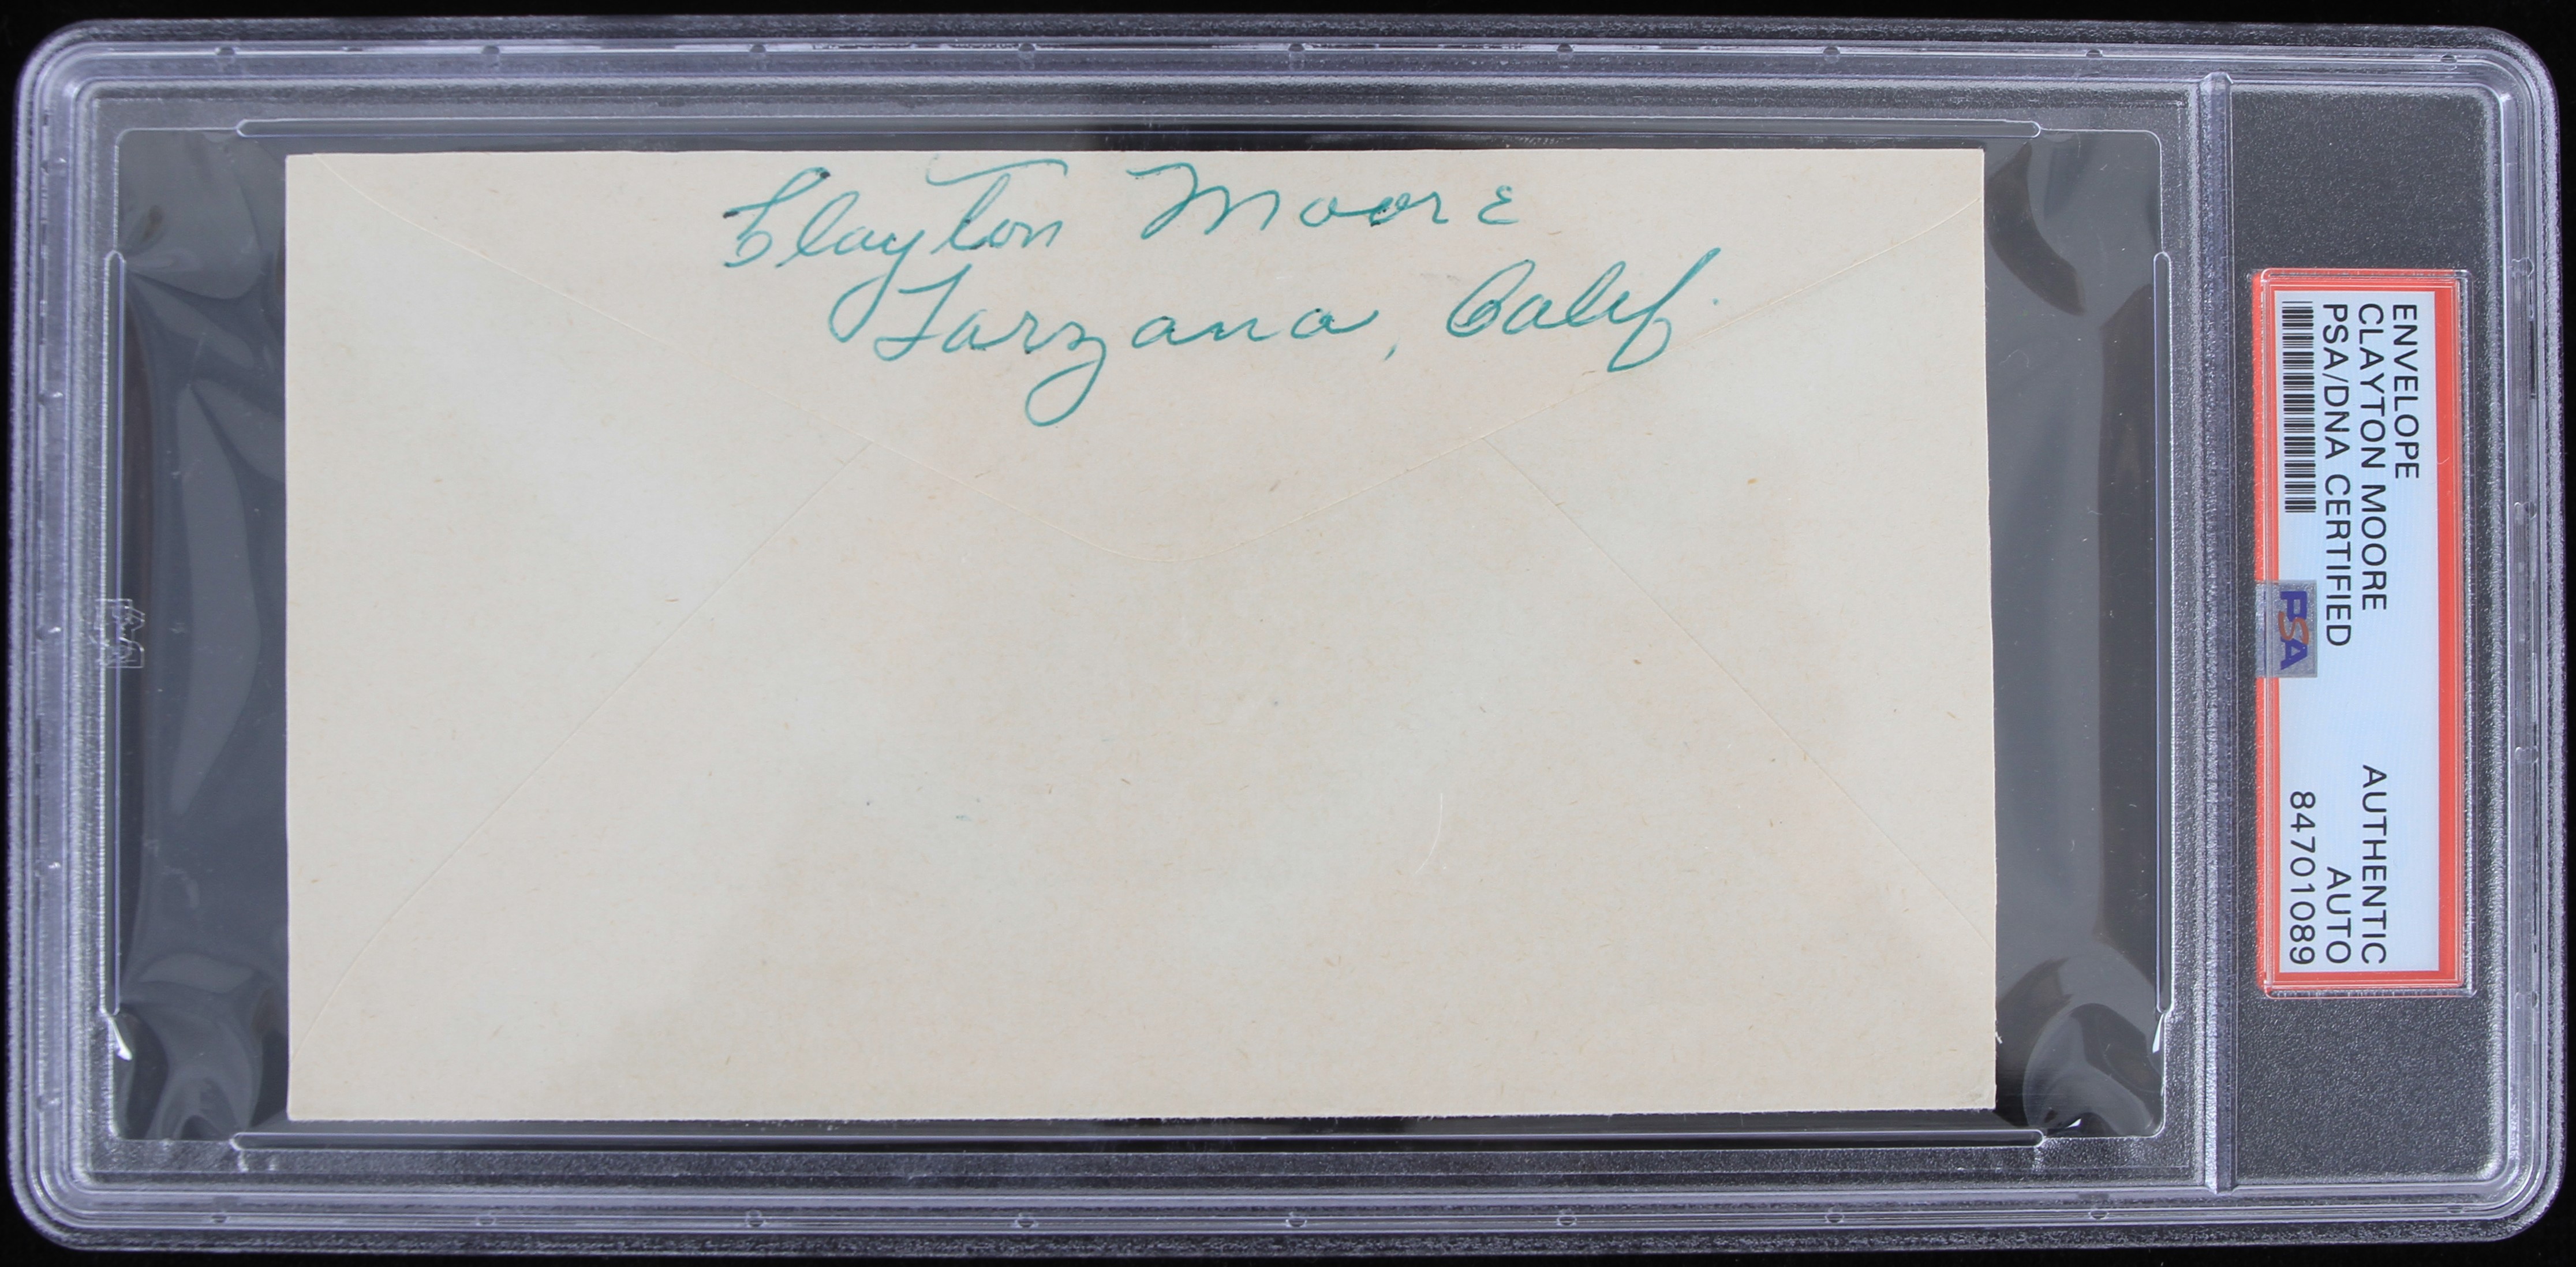 Clayton Moore
Tarzana, Calif.
ENVELOPE
CLAYTON MOORE
PSA/DNA CERTIFIED
AUTHENTIC
AUTO
84701089
PSA